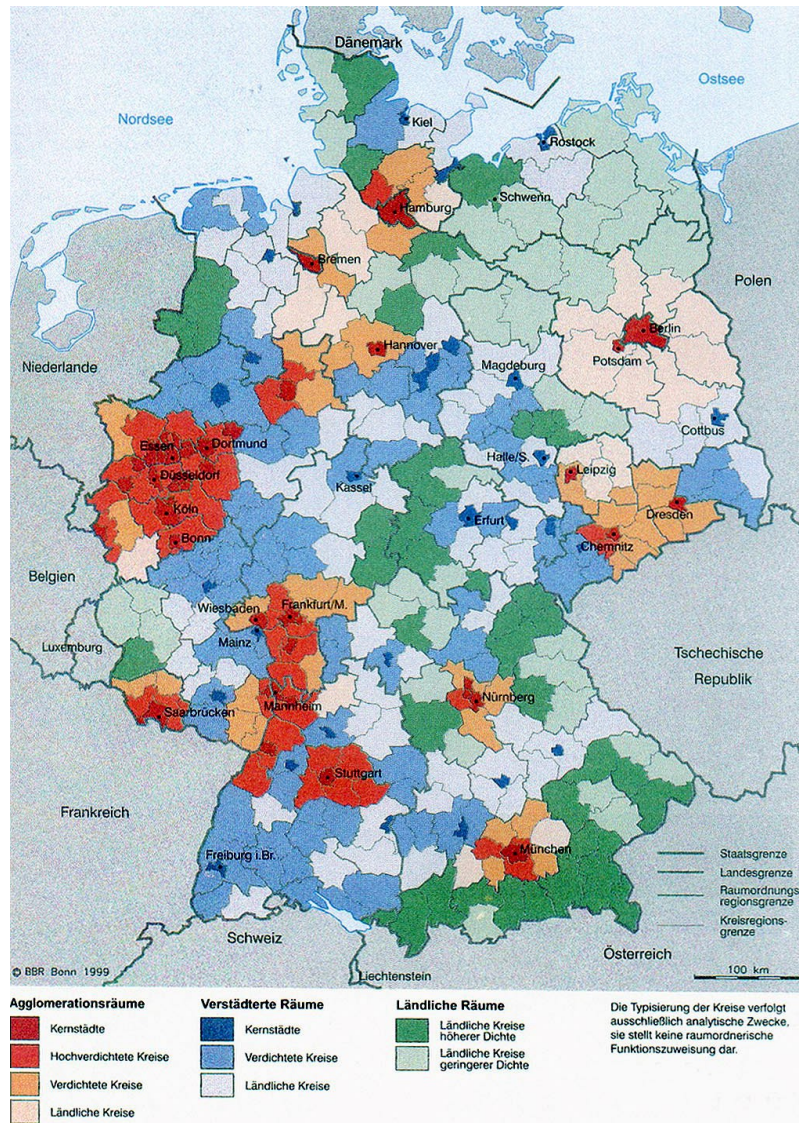 Dänemark
Ostsee
Nordsee
Kiel
Rostock
Schwerin
Hamburg
Bremen
Polen
Berlin
Niederlande
Hannover
Potsdam
Magdeburg
Cottbus
Essen
Dortmund
Halle/S.
Leipzig
Düsseldorf
Kassel
Köln
Erfurt
Dresden
Bonn
Chemnitz
Belgien
Wiesbaden
Frankfurt/M.
Mainz
Luxemburg
Tschechische
Republik
Saarbrücken
Mannheim
Nürnberg
Stuttgart
Frankreich
München
Freiburg i.Br.
Staatsgrenze
Landesgrenze
Raumordnungs
regionsgrenze
Kreisregions-
grenze
Schweiz
Österreich
Liechtenstein
© BBR Bonn 1999
100 km
Agglomerationsräume
Kernstädte
Hochverdichtete Kreise
Verdichtete Kreise
Ländliche Kreise
Verstädterte Räume
Kernstädte
Verdichtete Kreise
Ländliche Kreise
Ländliche Räume
Ländliche Kreise
höherer Dichte
Ländliche Kreise
geringerer Dichte
Die Typisierung der Kreise verfolgt
ausschließlich analytische Zwecke,
sie stellt keine raumordnerische
Funktionszuweisung dar.